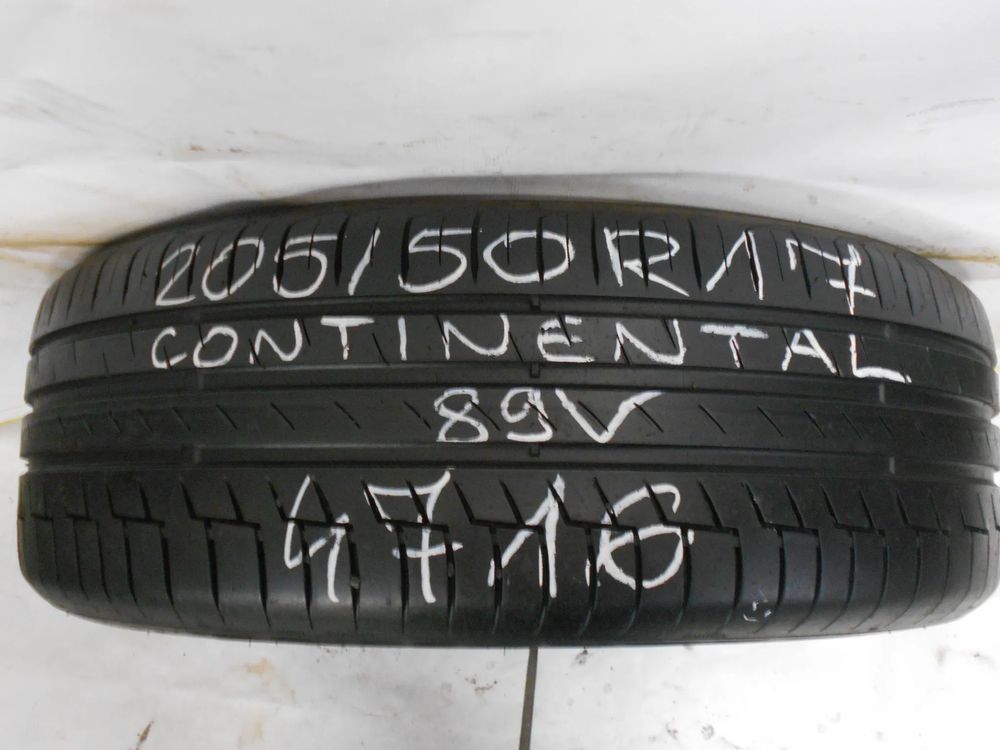 205/50R17
CONTINENTAL
89V
4716